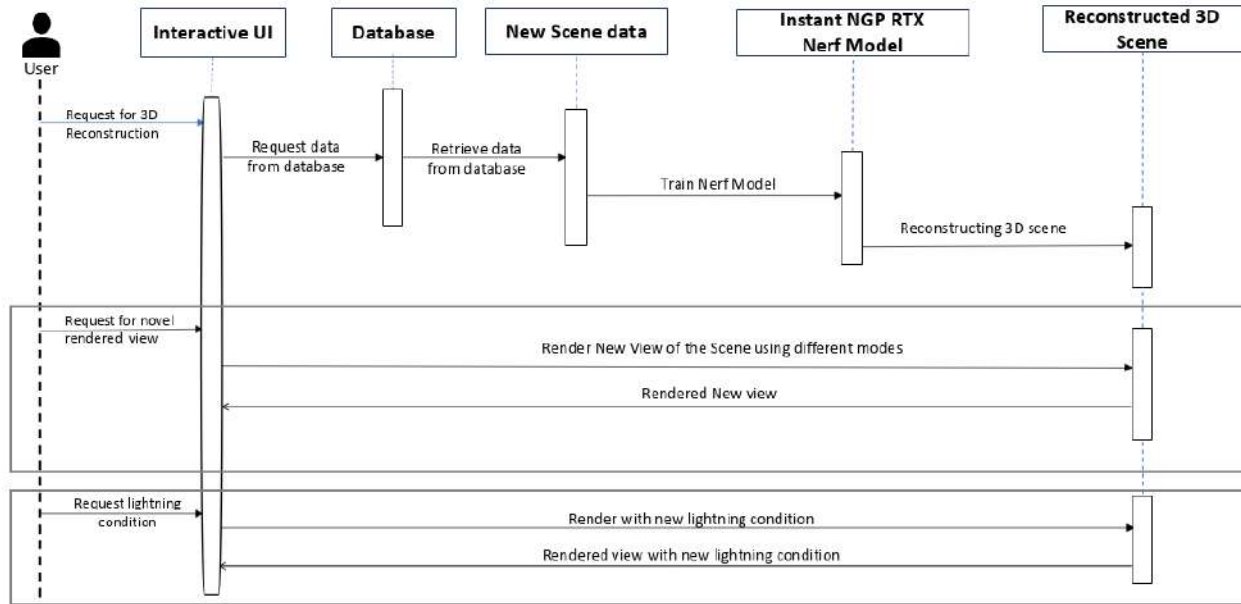 Interactive UI
Database
New Scene data
Instant NGP RTX
Nerf Model
Reconstructed 3D
Scene
User
Request for 3D
Reconstruction
Request data
from database
Retrieve data
from database
Train Nerf Model
Reconstructing 3D scene
Request for novel
rendered view
Render New View of the Scene using different modes
Rendered New view
Request lightning
condition
Render with new lightning condition
Rendered view with new lightning condition